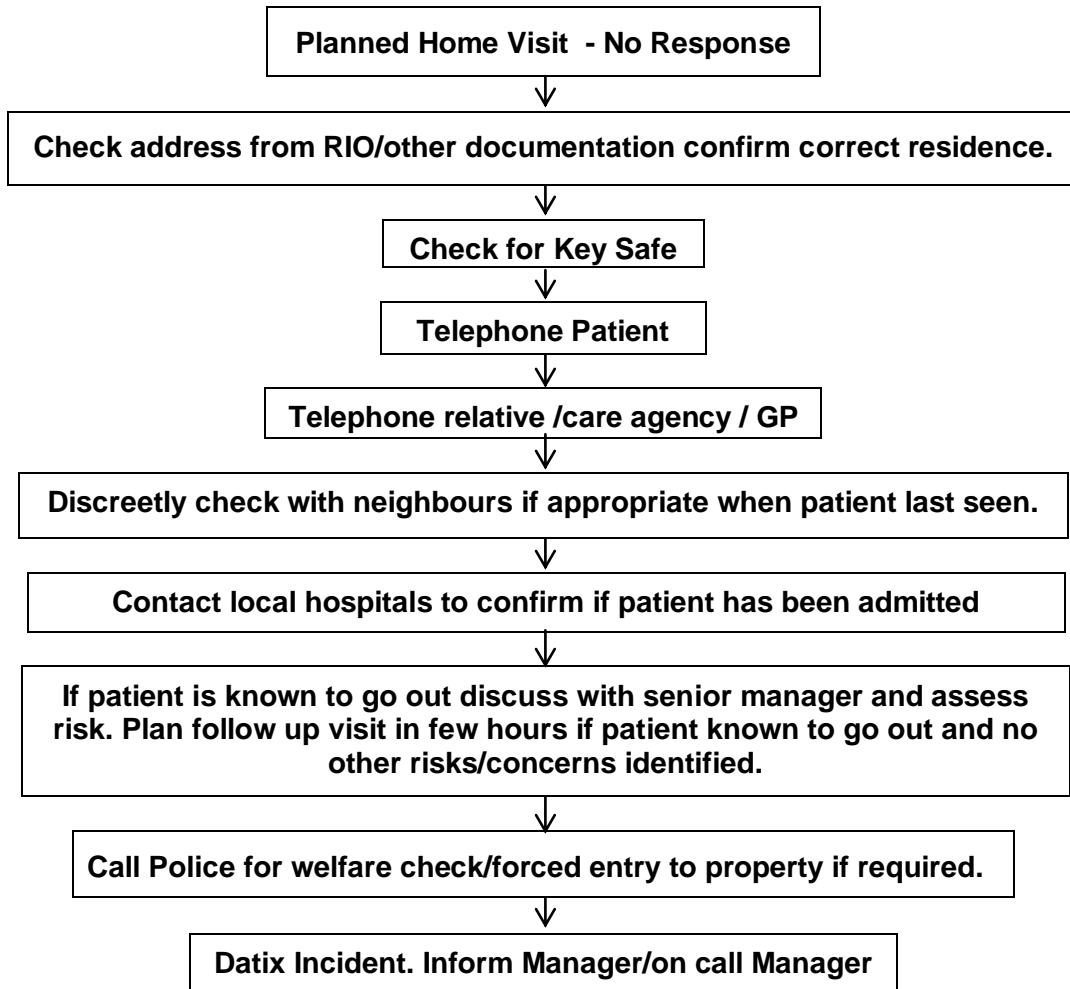 Planned Home Visit  - No Response
Check address from RIO/other documentation confirm correct residence.
Check for Key Safe
Telephone Patient
Telephone relative /care agency / GP
Discreetly check with neighbours if appropriate when patient last seen.
Contact local hospitals to confirm if patient has been admitted
If patient is known to go out discuss with senior manager and assess
risk. Plan follow up visit in few hours if patient known to go out and no
other risks/concerns identified.
Call Police for welfare check/forced entry to property if required.
Datix Incident. Inform Manager/on call Manager